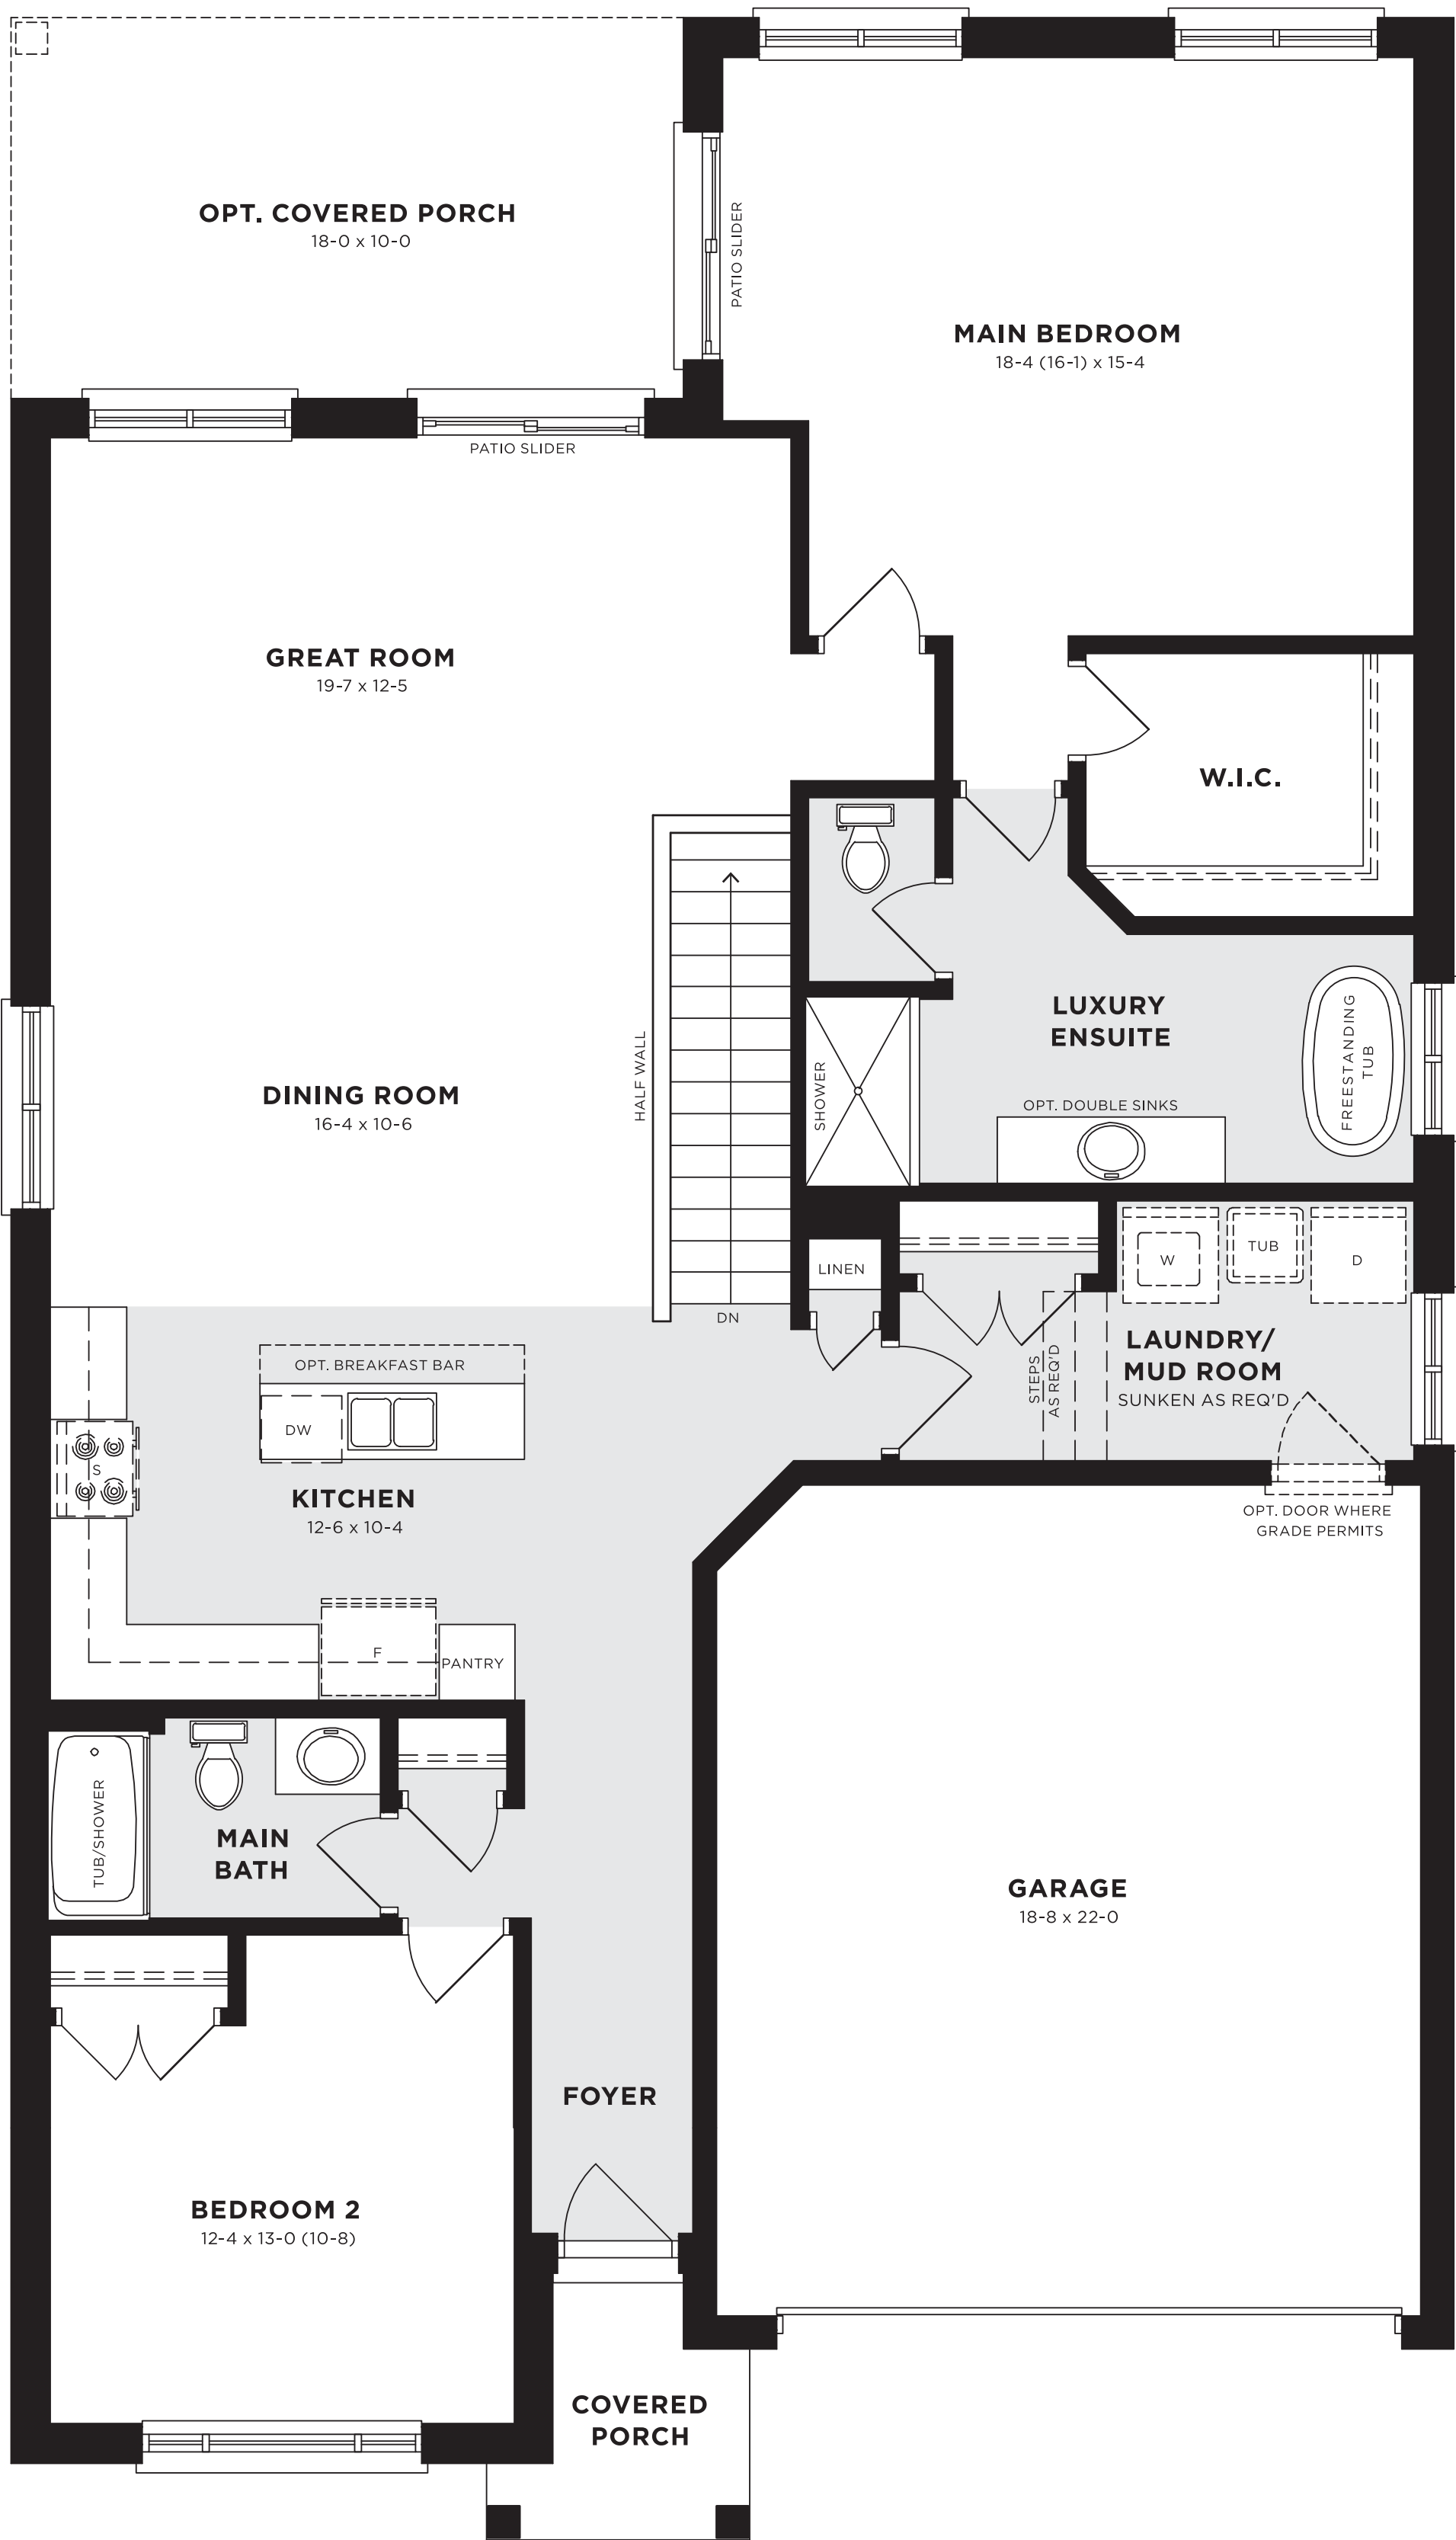 OPT. COVERED PORCH
18-0 x 10-0
PATIO SLIDER
MAIN BEDROOM
18-4 (16-1) x 15-4
PATIO SLIDER
GREAT ROOM
19-7 x 12-5
W.I.C.
DINING ROOM
16-4 x 10-6
HALF WALL
DN
SHOWER
LUXURY
ENSUITE
OPT. DOUBLE SINKS
FREESTANDING
TUB
LINEN
W
TUB
D
LAUNDRY/
MUD ROOM
SUNKEN AS REQ'D
STEPS
AS REQ'D
OPT. DOOR WHERE
GRADE PERMITS
OPT. BREAKFAST BAR
DW
S
KITCHEN
12-6 x 10-4
F
PANTRY
TUB/SHOWER
MAIN
BATH
GARAGE
18-8 x 22-0
FOYER
BEDROOM 2
12-4 x 13-0 (10-8)
COVERED
PORCH